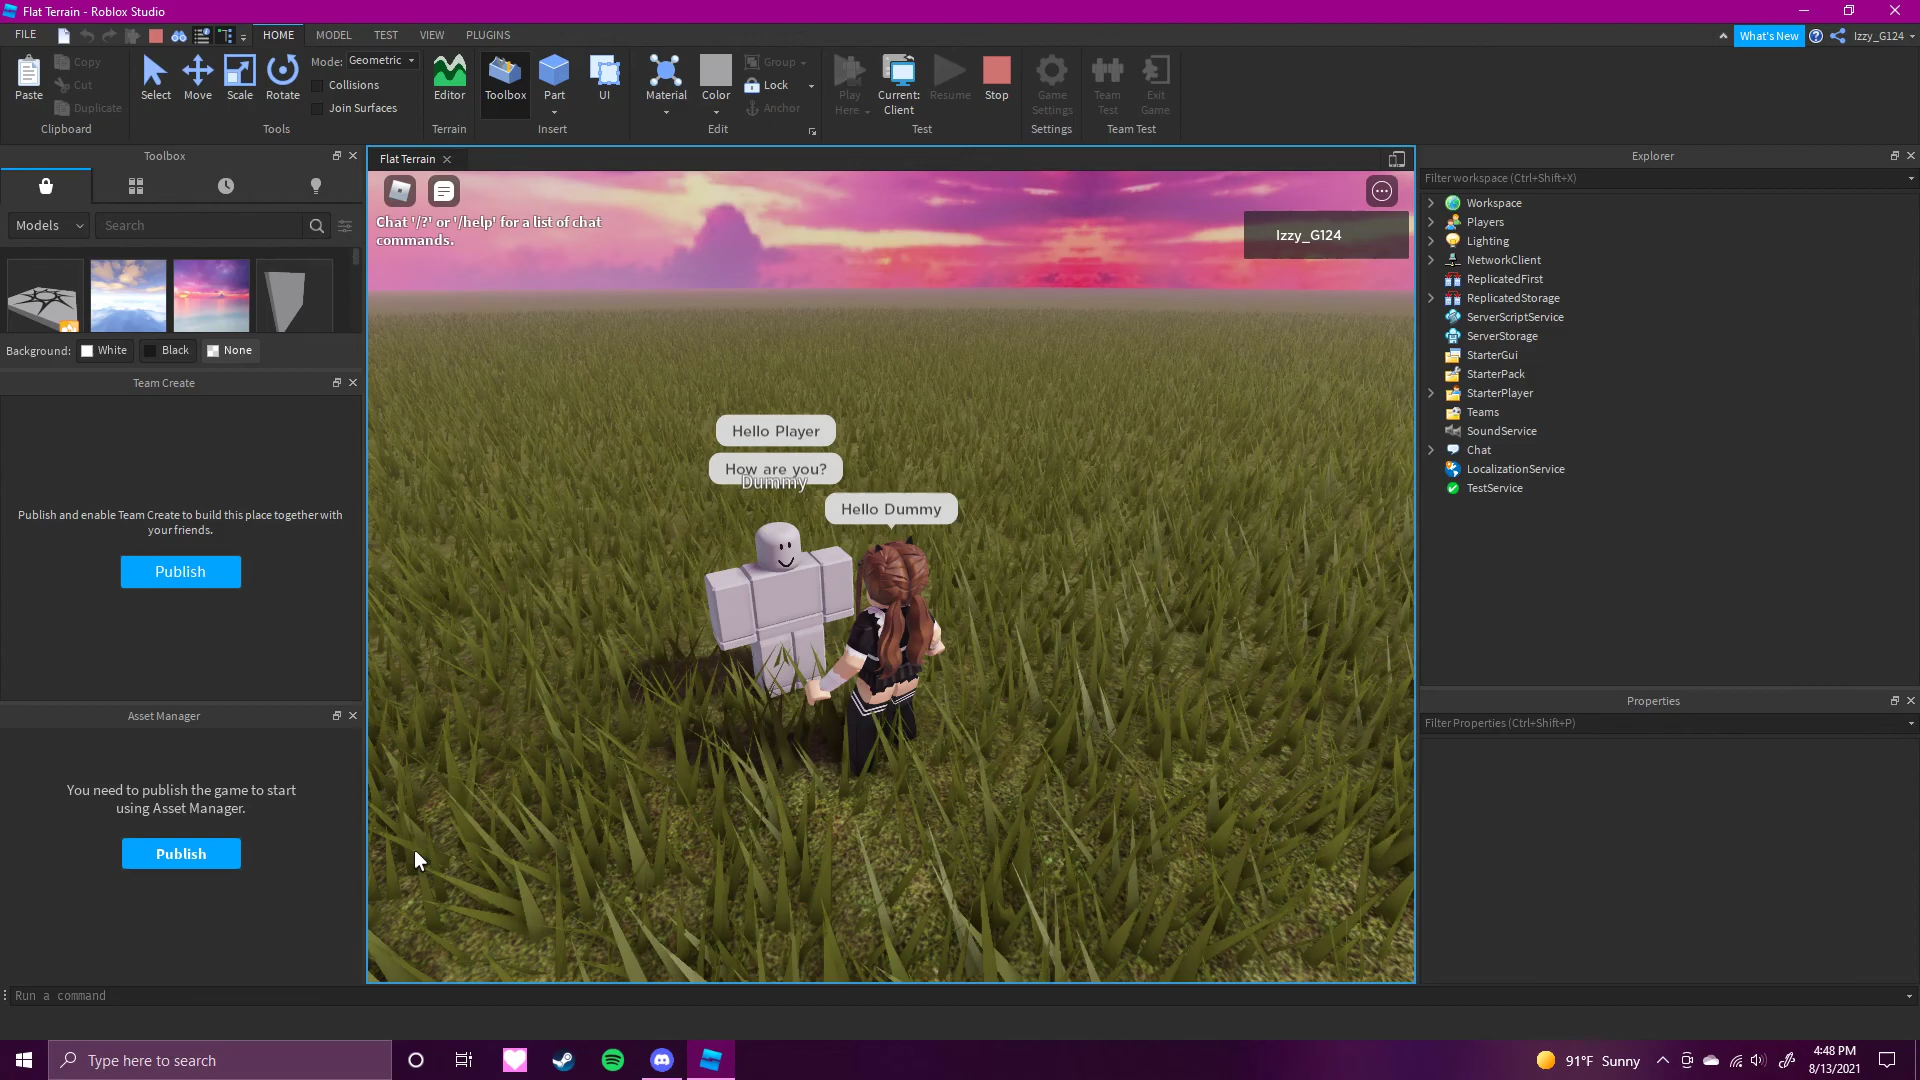 Flat Terrain - Roblox Studio
FILE
HOME
MODEL
TEST
VIEW
PLUGINS
What's New
Izzy_G124
Paste
Copy
Cut
Duplicate
Clipboard
Select
Move
Scale
Rotate
Mode: Geometric
Collisions
Join Surfaces
Tools
Editor
Terrain
Toolbox
Part
UI
Insert
Material
Color
Group
Lock
Anchor
Edit
Play
Here
Current:
Client
Resume
Stop
Test
Game
Settings
Settings
Team
Test
Exit
Game
Team Test
Toolbox
Models
Search
Background:
White
Black
None
Team Create
Publish and enable Team Create to build this place together with
your friends.
Publish
Asset Manager
You need to publish the game to start
using Asset Manager.
Publish
Flat Terrain
Chat '/?' or '/help' for a list of chat
commands.
Izzy_G124
Hello Player
How are you?
Dummy
Hello Dummy
Explorer
Filter workspace (Ctrl+Shift+X)
Workspace
Players
Lighting
NetworkClient
ReplicatedFirst
ReplicatedStorage
ServerScriptService
ServerStorage
StarterGui
StarterPack
StarterPlayer
Teams
SoundService
Chat
LocalizationService
TestService
Properties
Filter Properties (Ctrl+Shift+P)
Run a command
Type here to search
91°F Sunny
4:48 PM
8/13/2021